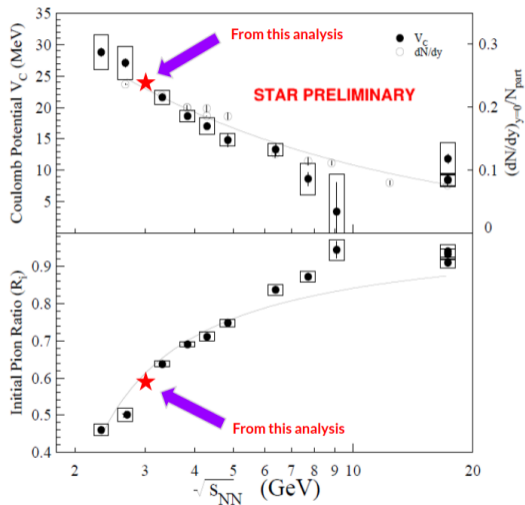 35
30
25
20
15
10
5
Coulomb Potential V_C (MeV)
From this analysis
V_C
dN/dy
STAR PRELIMINARY
0.3
0.2
0.1
0
(dN/dy)_y=0/N_part
0.9
0.8
0.7
0.6
0.5
0.4
Initial Pion Ratio (R_i)
From this analysis
2 3 4 5 6 7 8 9 10 20
√s_NN (GeV)